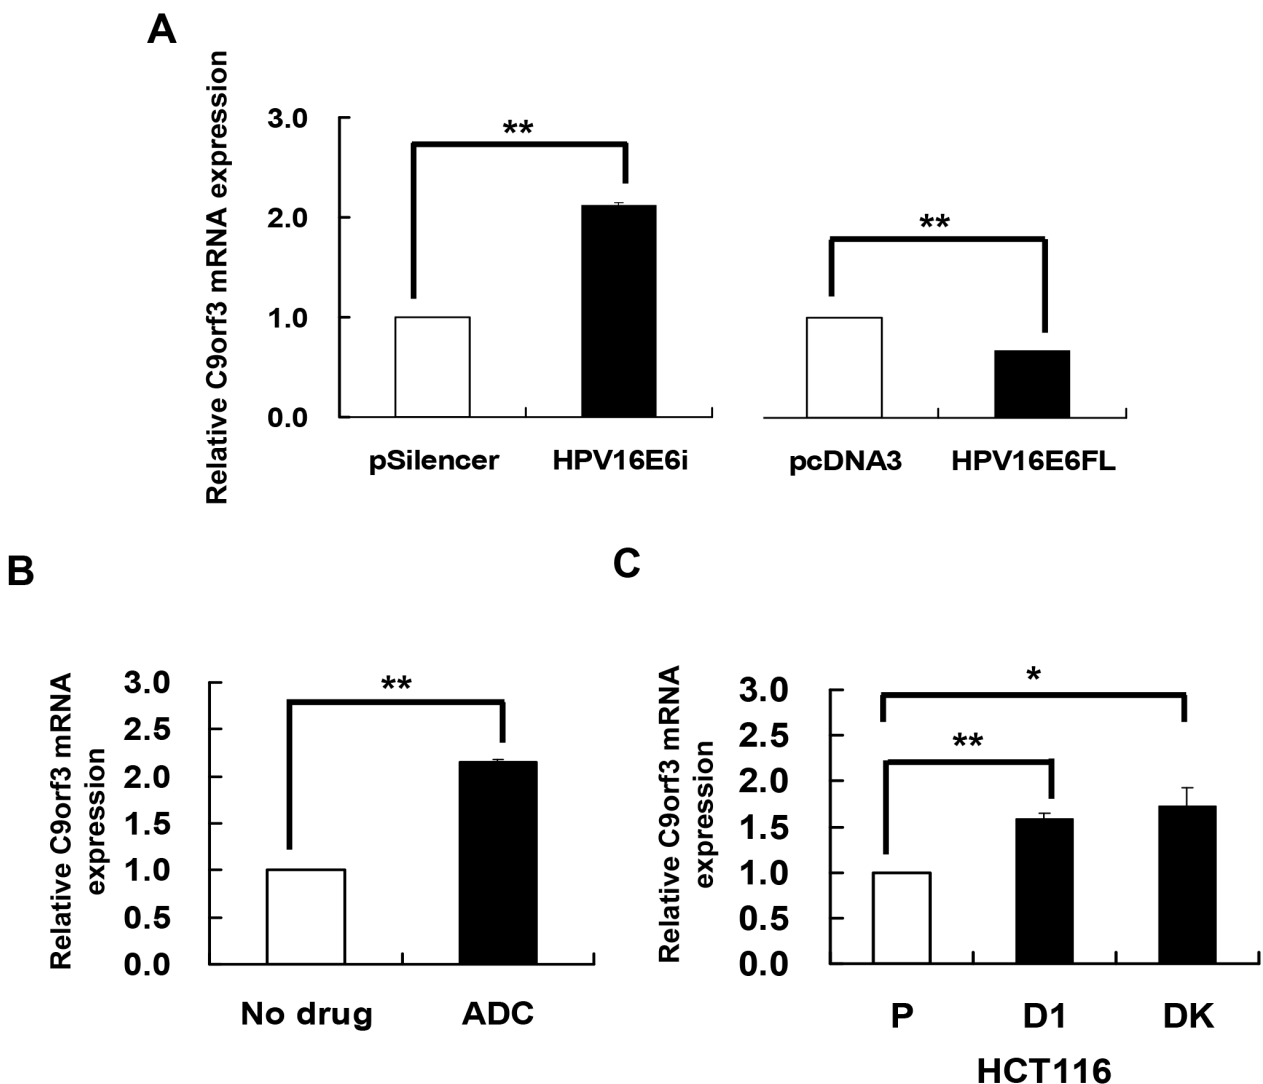 A
Relative C9orf3 mRNA expression
3.0
2.0
1.0
0.0
**
**
pSilencer HPV16E6i pcDNA3 HPV16E6FL
B
Relative C9orf3 mRNA
expression
3.0
2.5
2.0
1.5
1.0
0.5
0.0
**
No drug ADC
C
Relative C9orf3 mRNA
expression
3.0
2.5
2.0
1.5
1.0
0.5
0.0
*
**
P D1 DK
HCT116